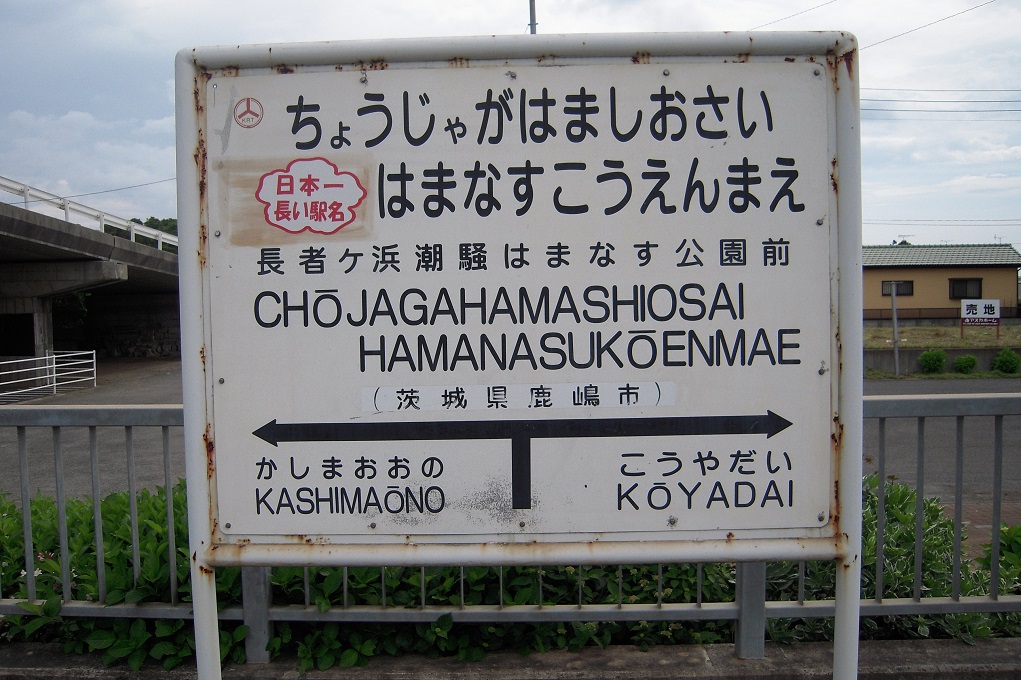 KRT
ちょうじゃがはましおさい
日本一
長い駅名
はまなすこうえんまえ
長者ケ浜潮騒はまなす公園前
CHŌJAGAHAMASHIOSAI
HAMANASUKŌENMAE
(茨城県鹿嶋市)
かしまおおの
KASHIMAŌNO
こうやだい
KŌYADAI
売地